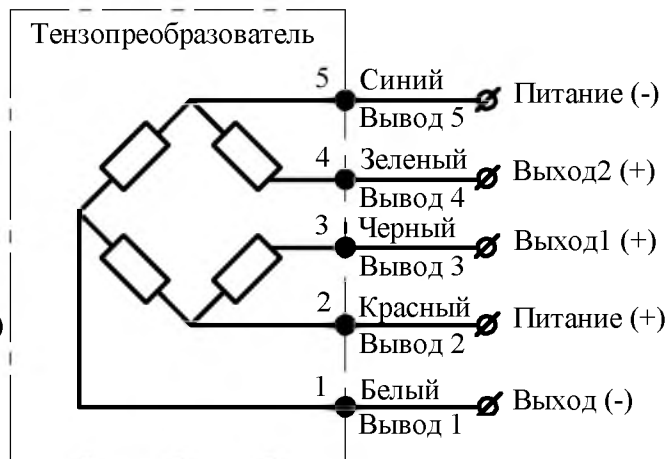 Тензопреобразователь
5 Синий Питание (-)
Вывод 5
4 Зеленый Выход2 (+)
Вывод 4
3 Черный Выход1 (+)
Вывод 3
2 Красный Питание (+)
Вывод 2
1 Белый Выход (-)
Вывод 1
)